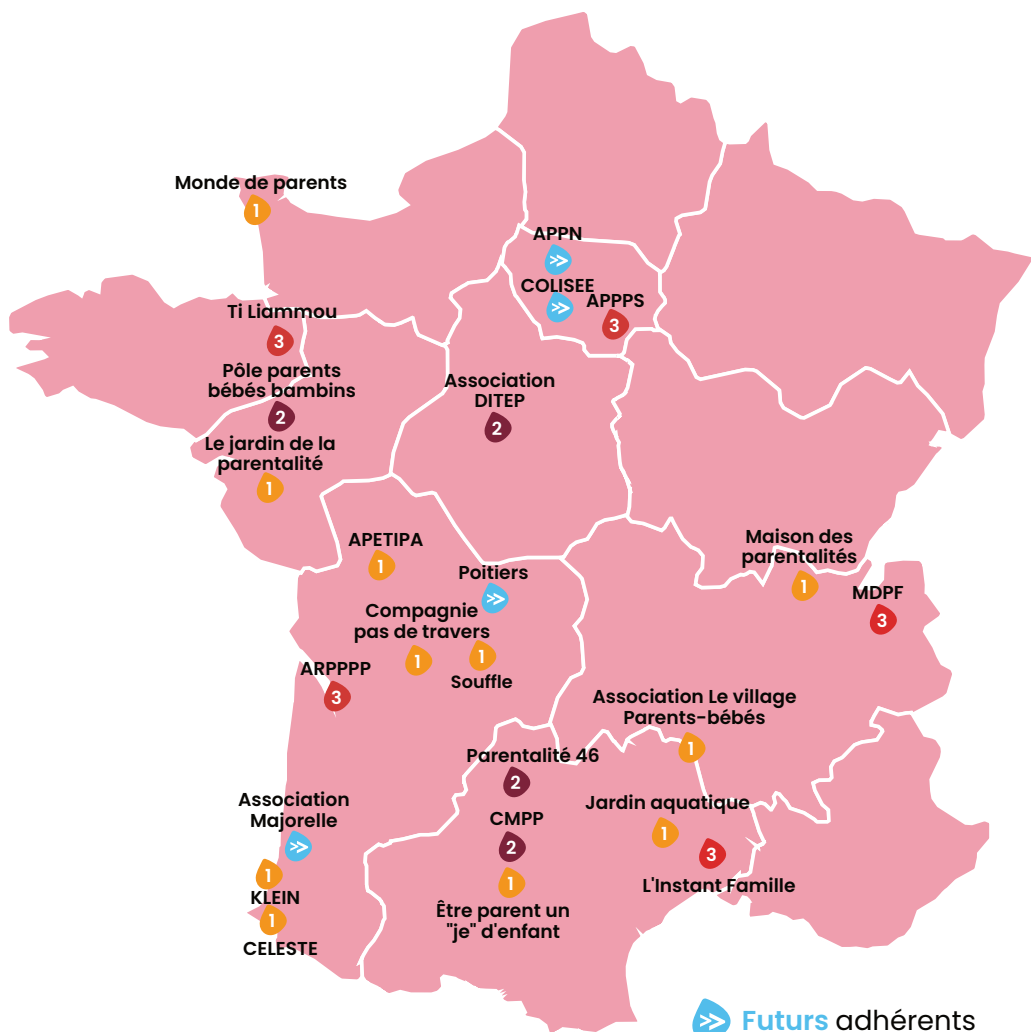 Monde de parents
1
APPN
COLISEE
APPPS
3
Ti Liammou
3
Pôle parents
bébés bambins
2
Le jardin de la
parentalité
1
Association
DITEP
2
APETIPA
1
Poitiers
Compagnie
pas de travers
1
1
Souffle
ARPPPP
3
Maison des
parentalités
1
MDPF
3
Association Le village
Parents-bébés
1
Parentalité 46
2
Jardin aquatique
1
3
L'Instant Famille
CMPP
2
1
Être parent un
"je" d'enfant
Association
Majorelle
1
KLEIN
1
CELESTE
Futurs adhérents